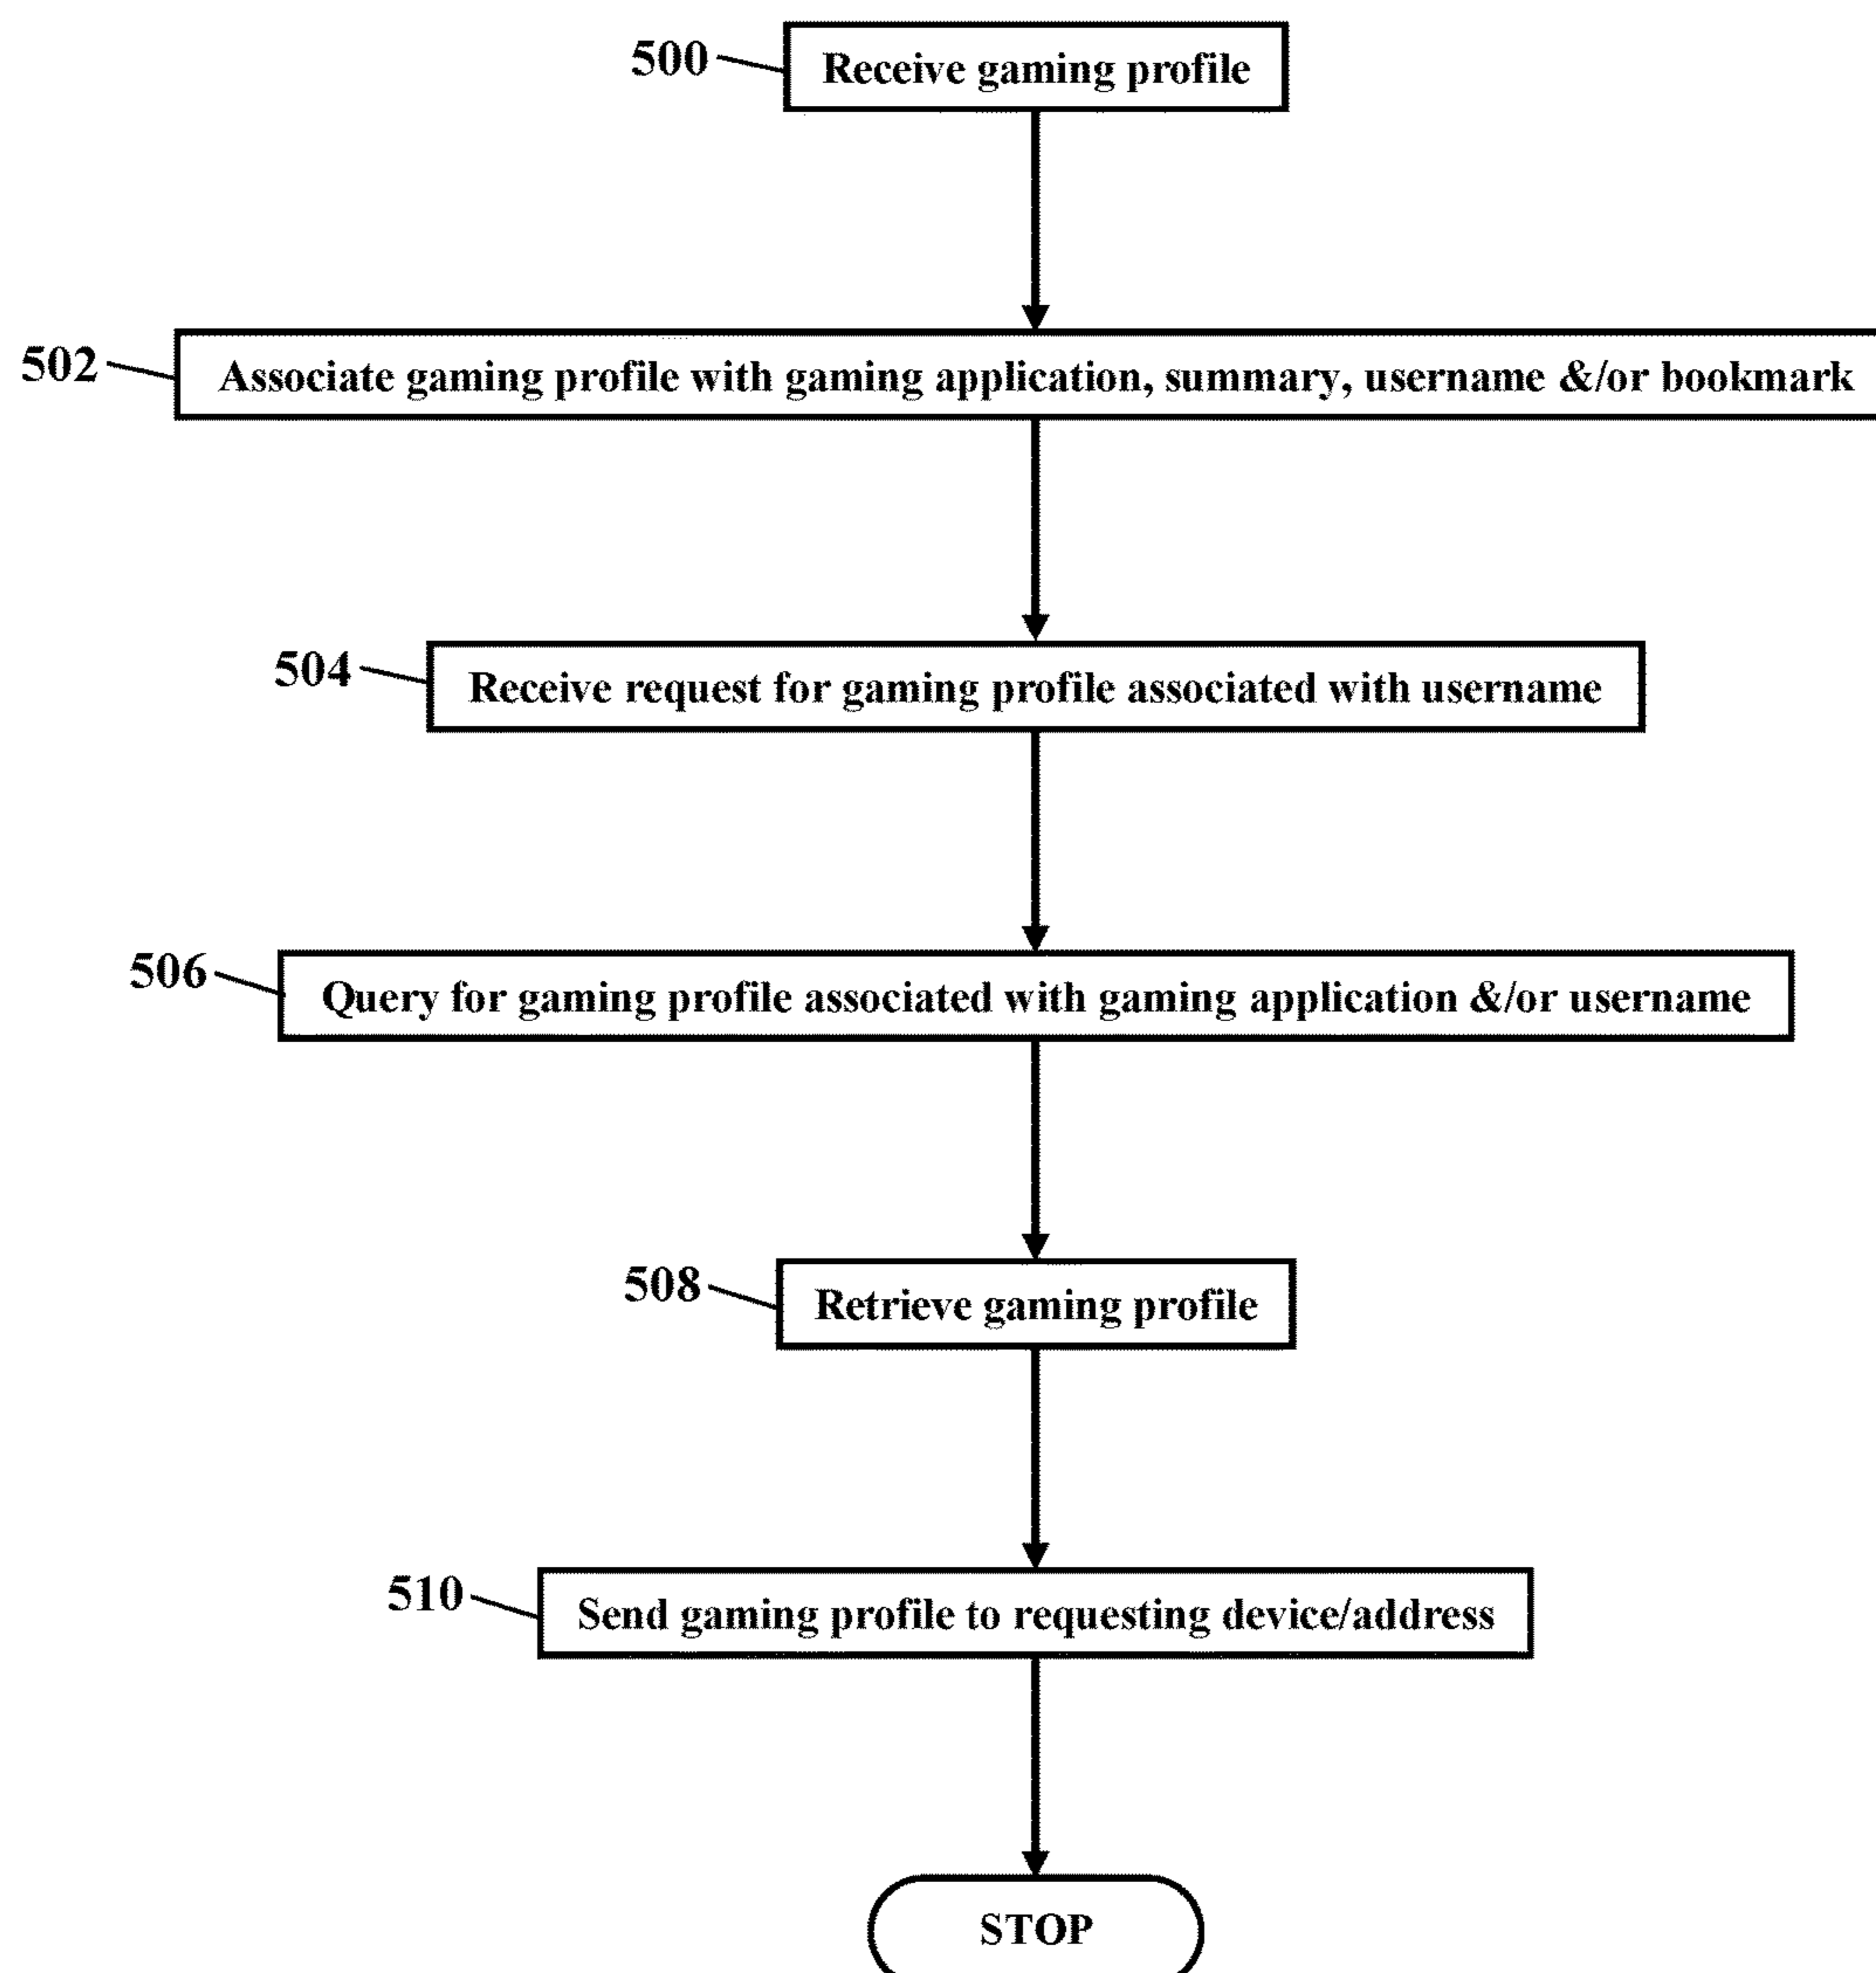 500
Receive gaming profile
502
Associate gaming profile with gaming application, summary, username &/or bookmark
504
Receive request for gaming profile associated with username
506
Query for gaming profile associated with gaming application &/or username
508
Retrieve gaming profile
510
Send gaming profile to requesting device/address
STOP